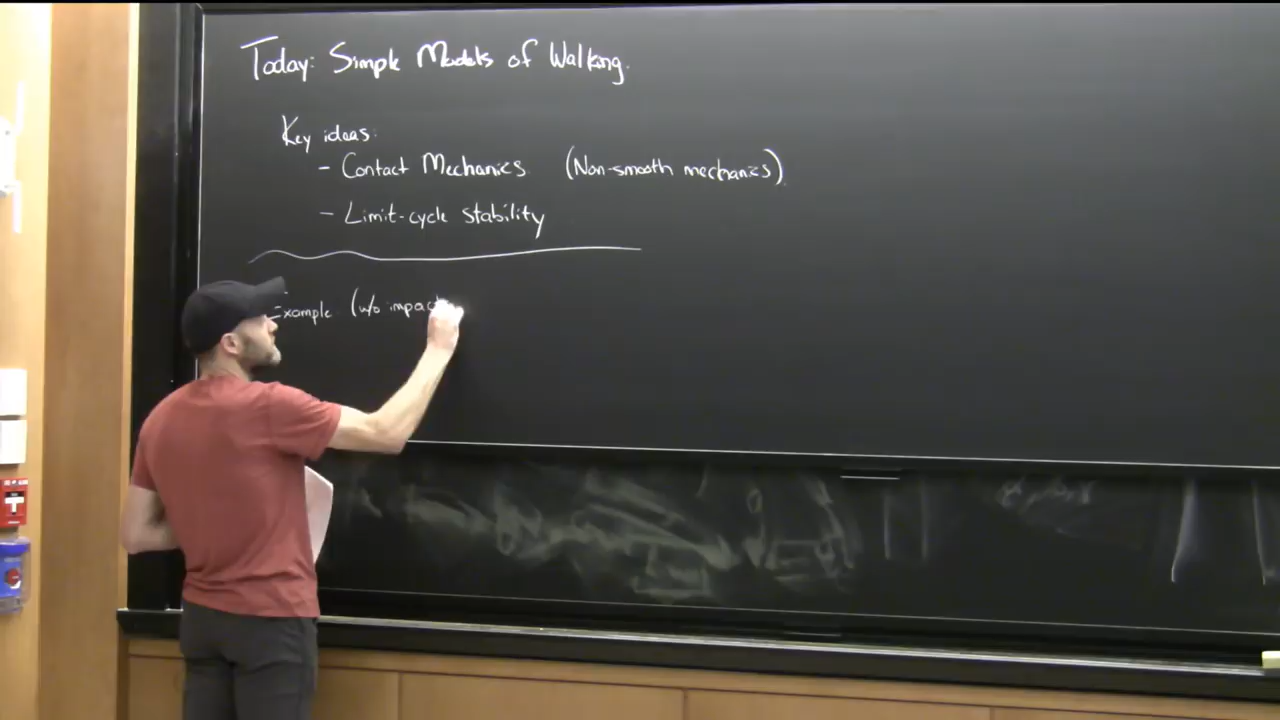 Today: Simple Models of Walking.
Key ideas:
- Contact Mechanics (Non-smooth mechanics).
- Limit-cycle stability
Example (w/o impac